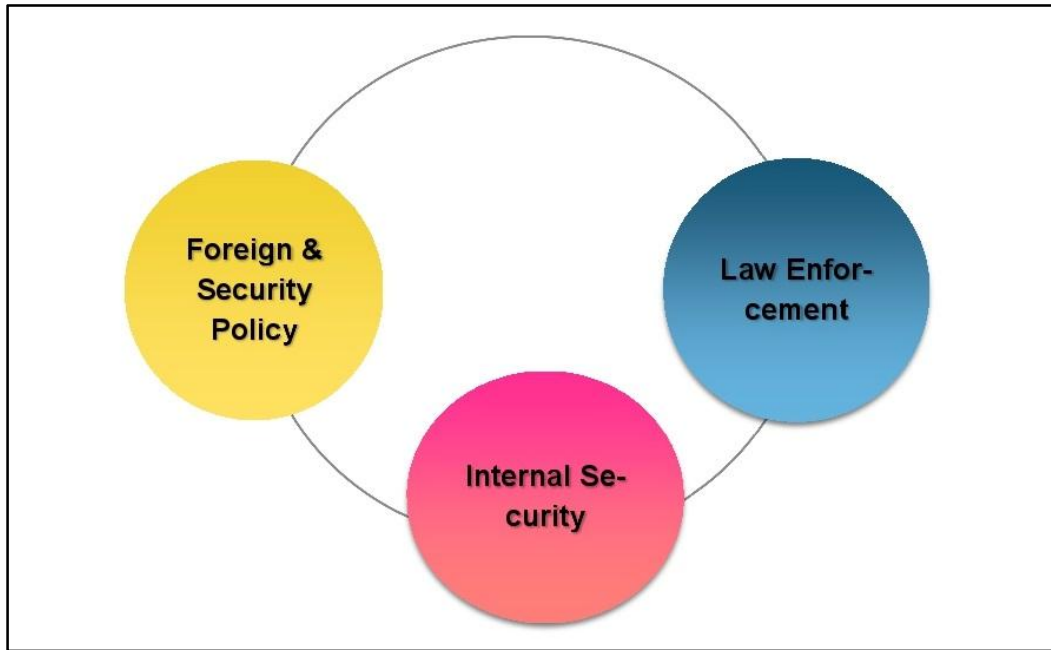 Foreign &
Security
Policy
Law Enfor-
cement
Internal Se-
curity